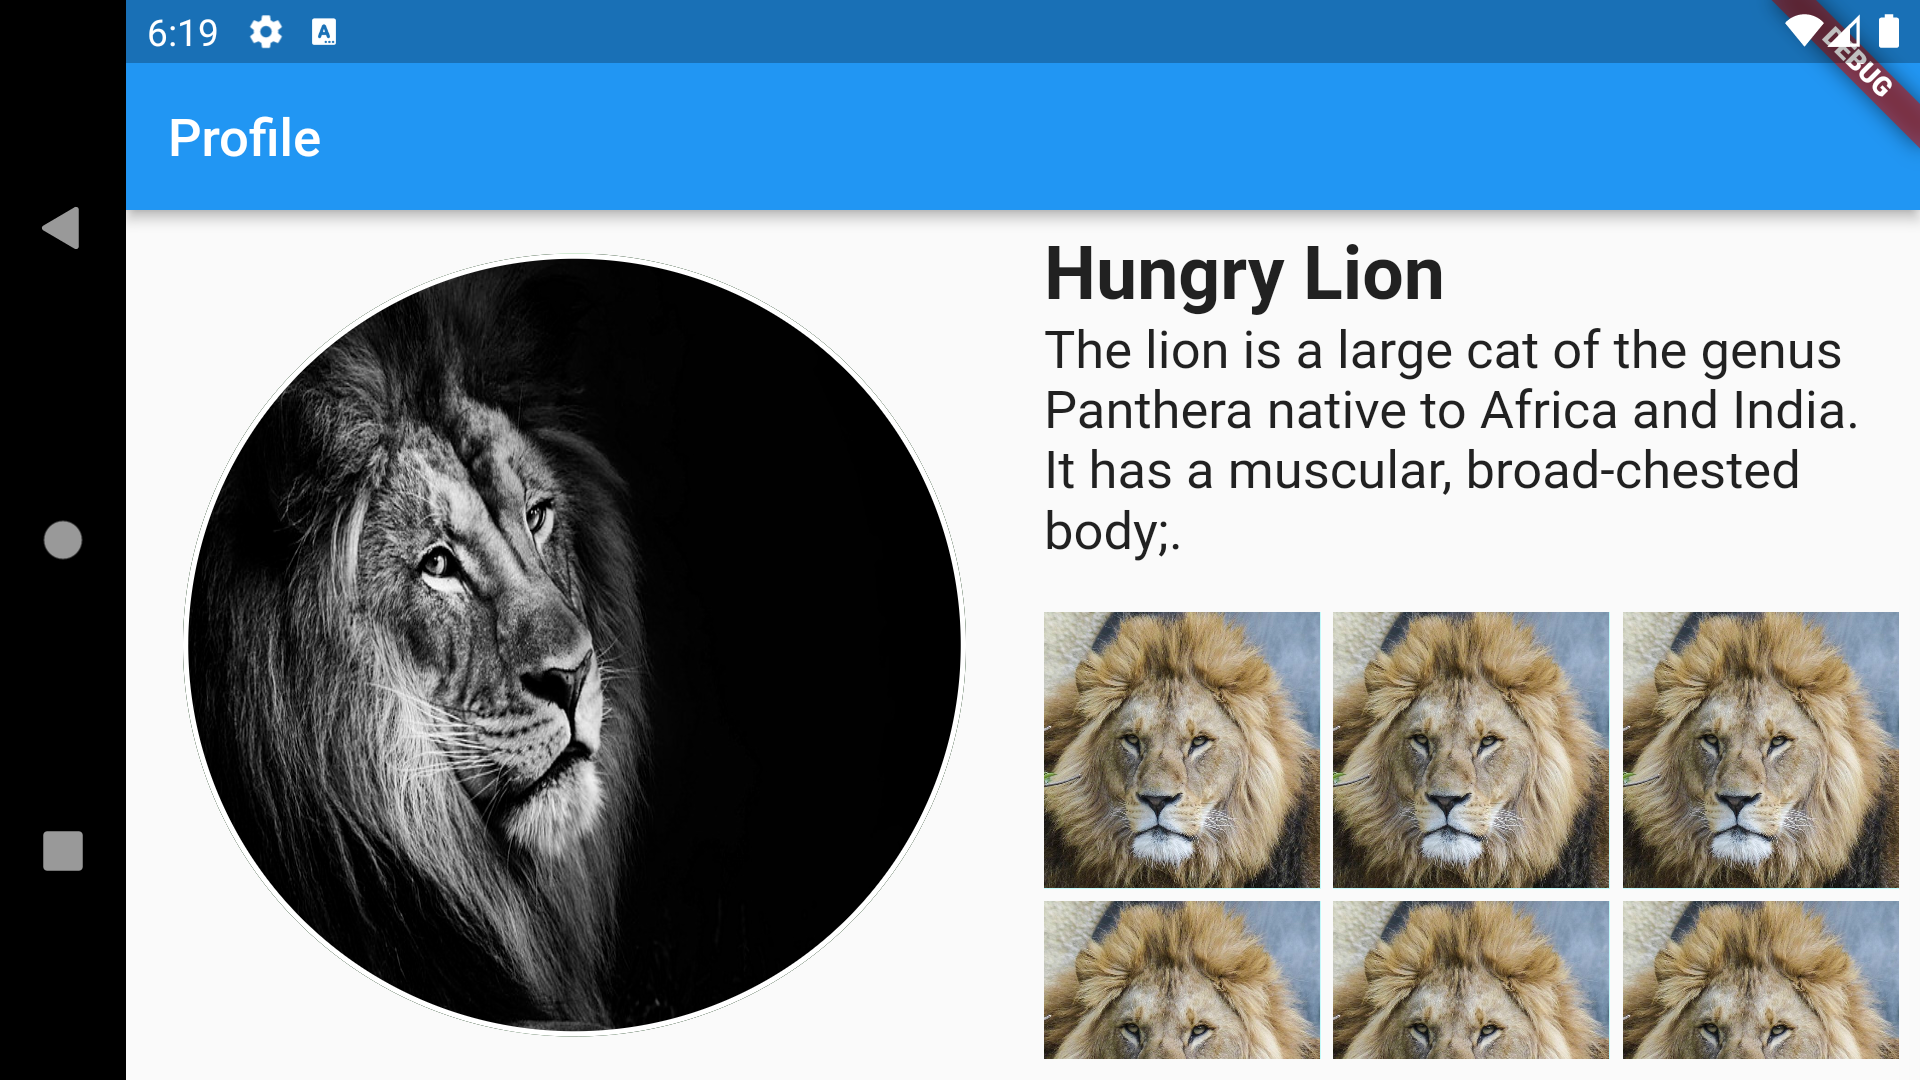 6:19
A
DEBUG
Profile
Hungry Lion
The lion is a large cat of the genus
Panthera native to Africa and India.
It has a muscular, broad-chested
body;.